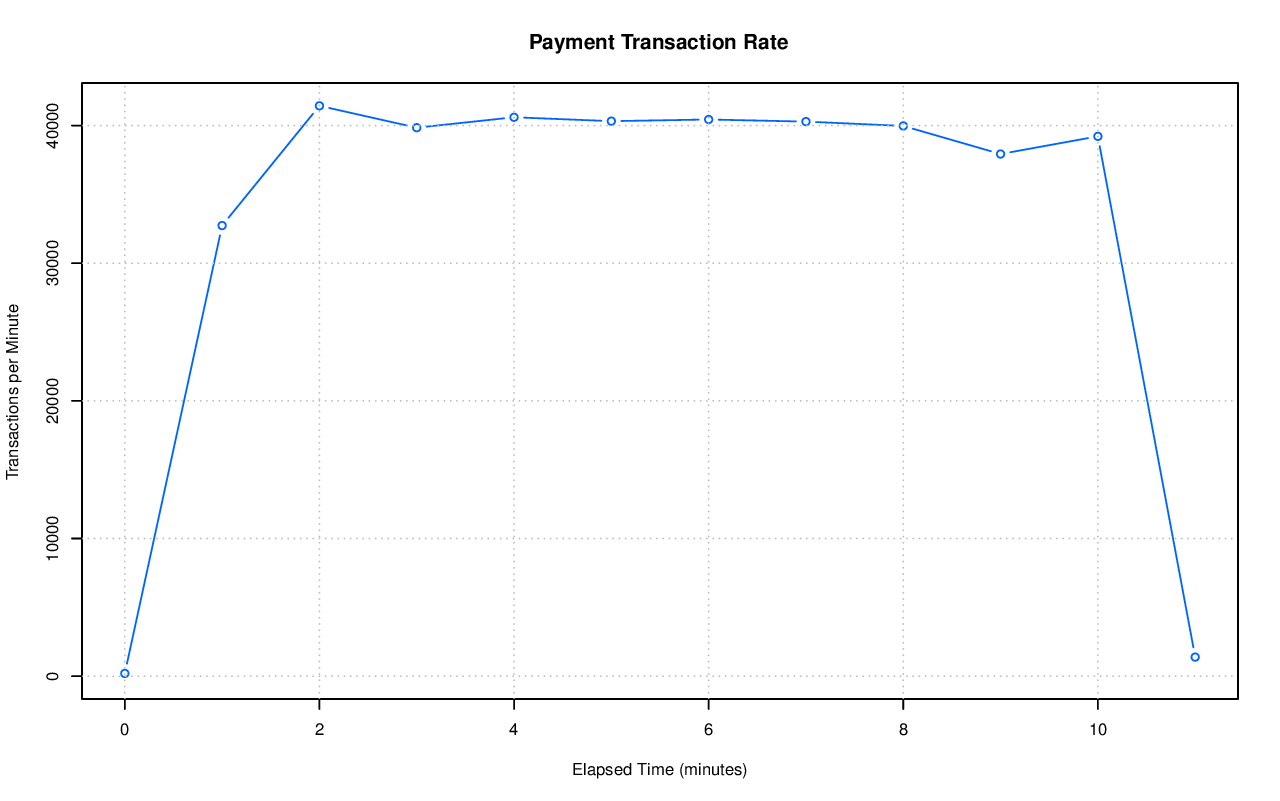 Payment Transaction Rate
Transactions per Minute
40000
30000
20000
10000
0
0 2 4 6 8 10
Elapsed Time (minutes)